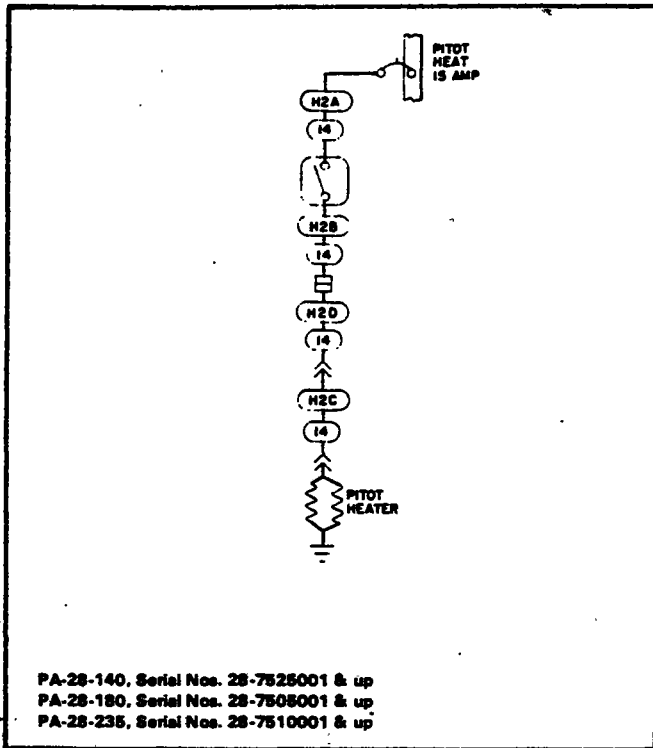 PITOT
HEAT
15 AMP
H2A
14
H2B
14
H2D
14
H2C
14
PITOT
HEATER
PA-28-140, Serial Nos. 28-7525001 & up
PA-28-180, Serial Nos. 28-7505001 & up
PA-28-235, Serial Nos. 28-7510001 & up